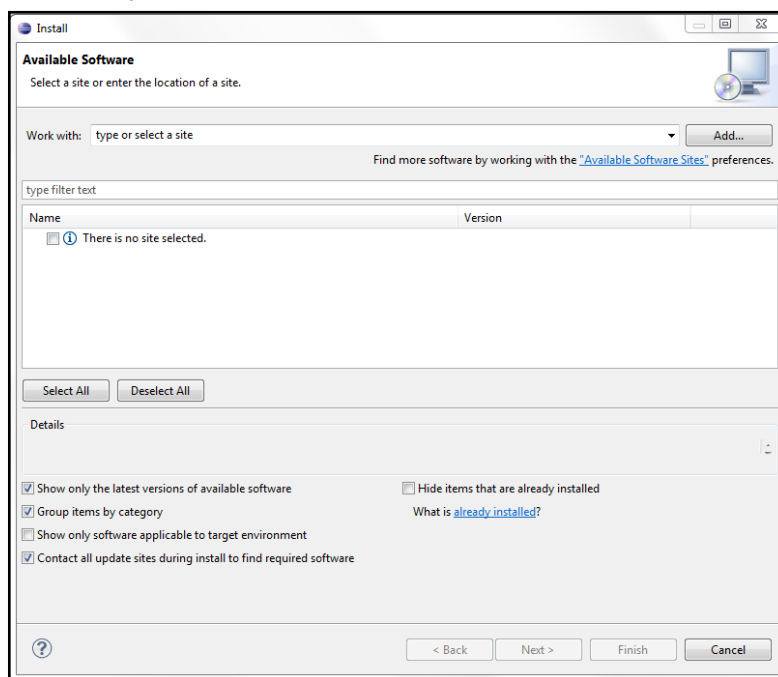 Install
Available Software
Select a site or enter the location of a site.
Work with: type or select a site Add...
Find more software by working with the "Available Software Sites" preferences.
type filter text
Name Version
There is no site selected.
Select All Deselect All
Details
Show only the latest versions of available software Hide items that are already installed
Group items by category What is already installed?
Show only software applicable to target environment
Contact all update sites during install to find required software
< Back Next > Finish Cancel